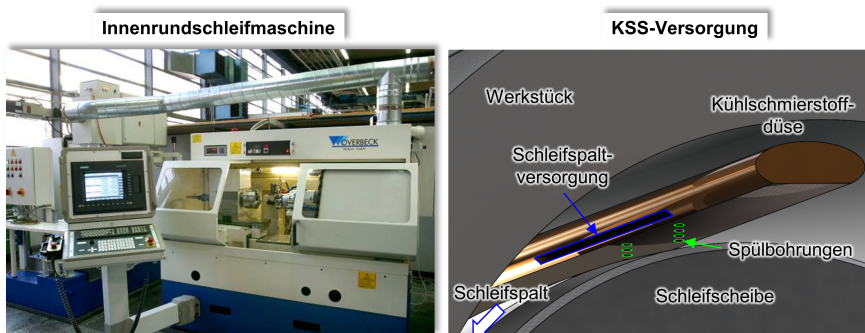 Innenrundschleifmaschine
KSS-Versorgung
OVERBECK
Werkstück
Kühlschmierstoff-
düse
Schleifspalt-
versorgung
Spülbohrungen
Schleifspalt
Schleifscheibe